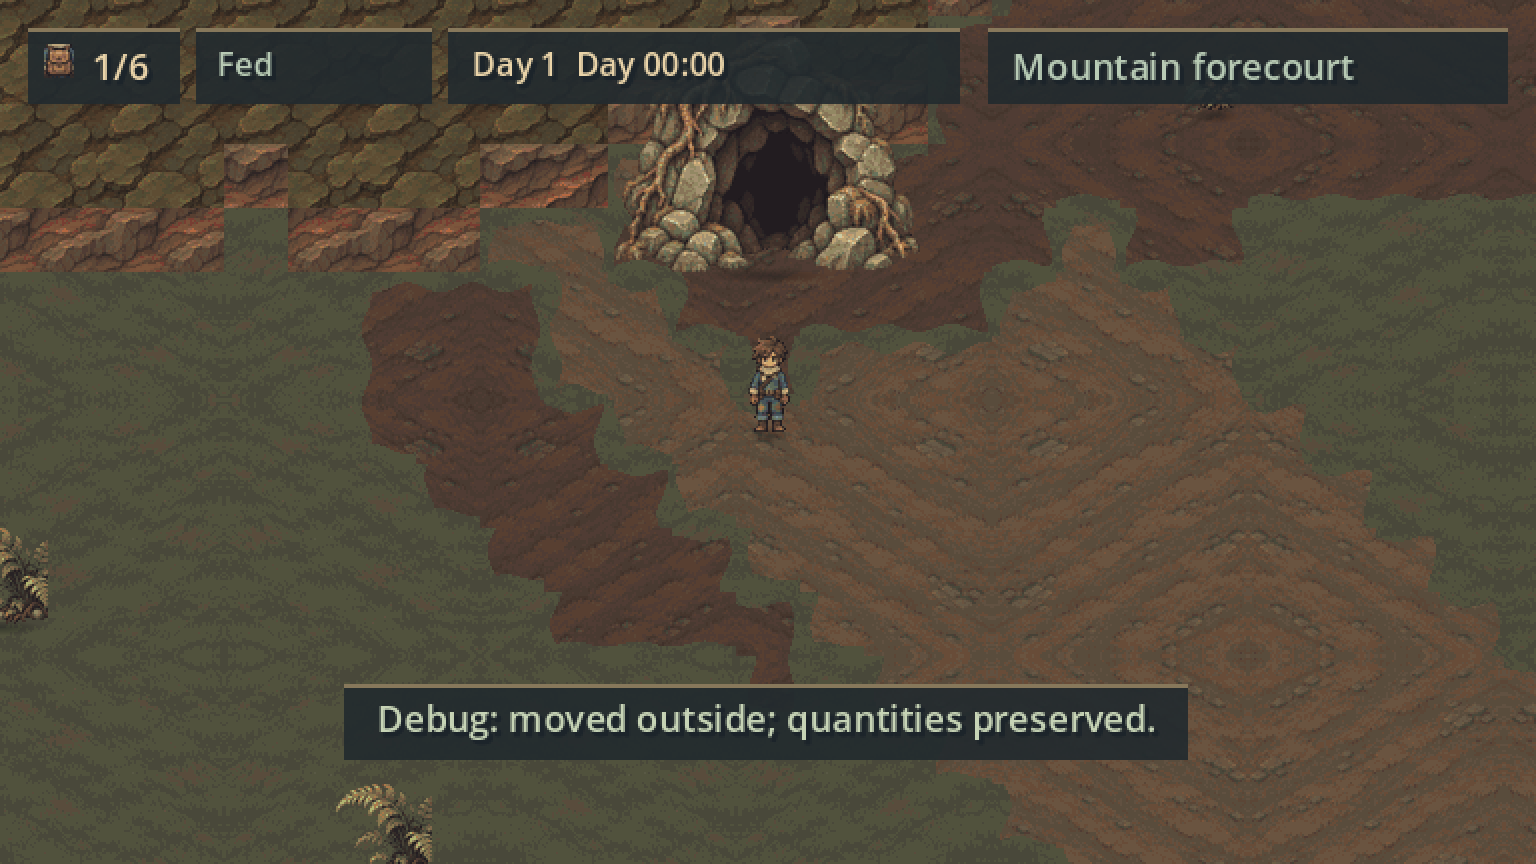 1/6
Fed
Day 1 Day 00:00
Mountain forecourt
Debug: moved outside; quantities preserved.